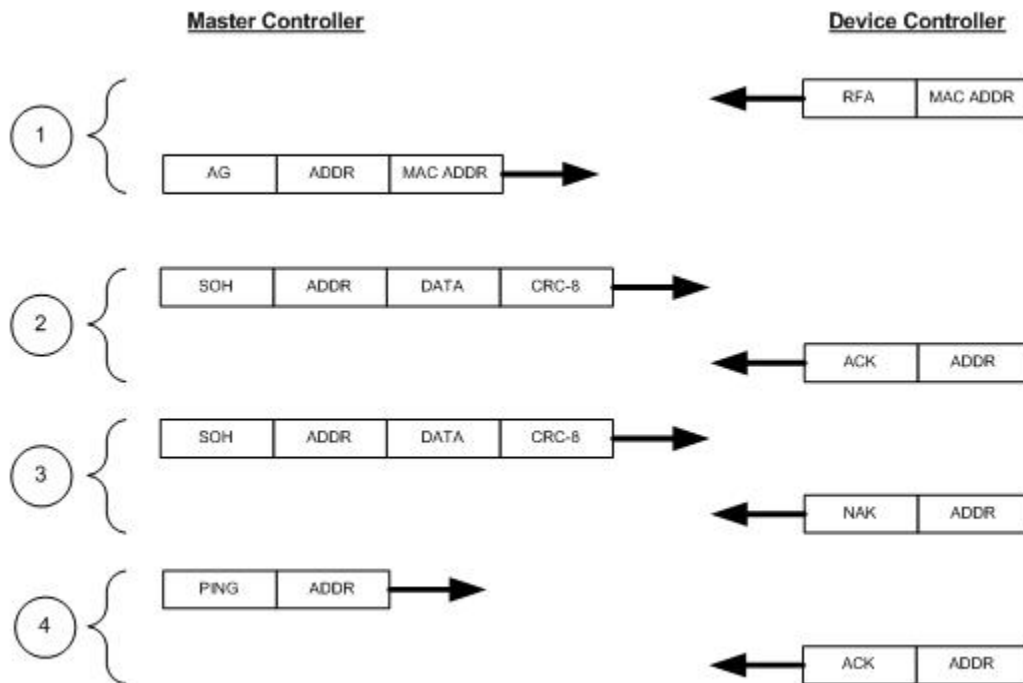 Master Controller Device Controller
RFA MAC ADDR
1
AG ADDR MAC ADDR
SOH ADDR DATA CRC-8
2
ACK ADDR
SOH ADDR DATA CRC-8
3
NAK ADDR
PING ADDR
4
ACK ADDR